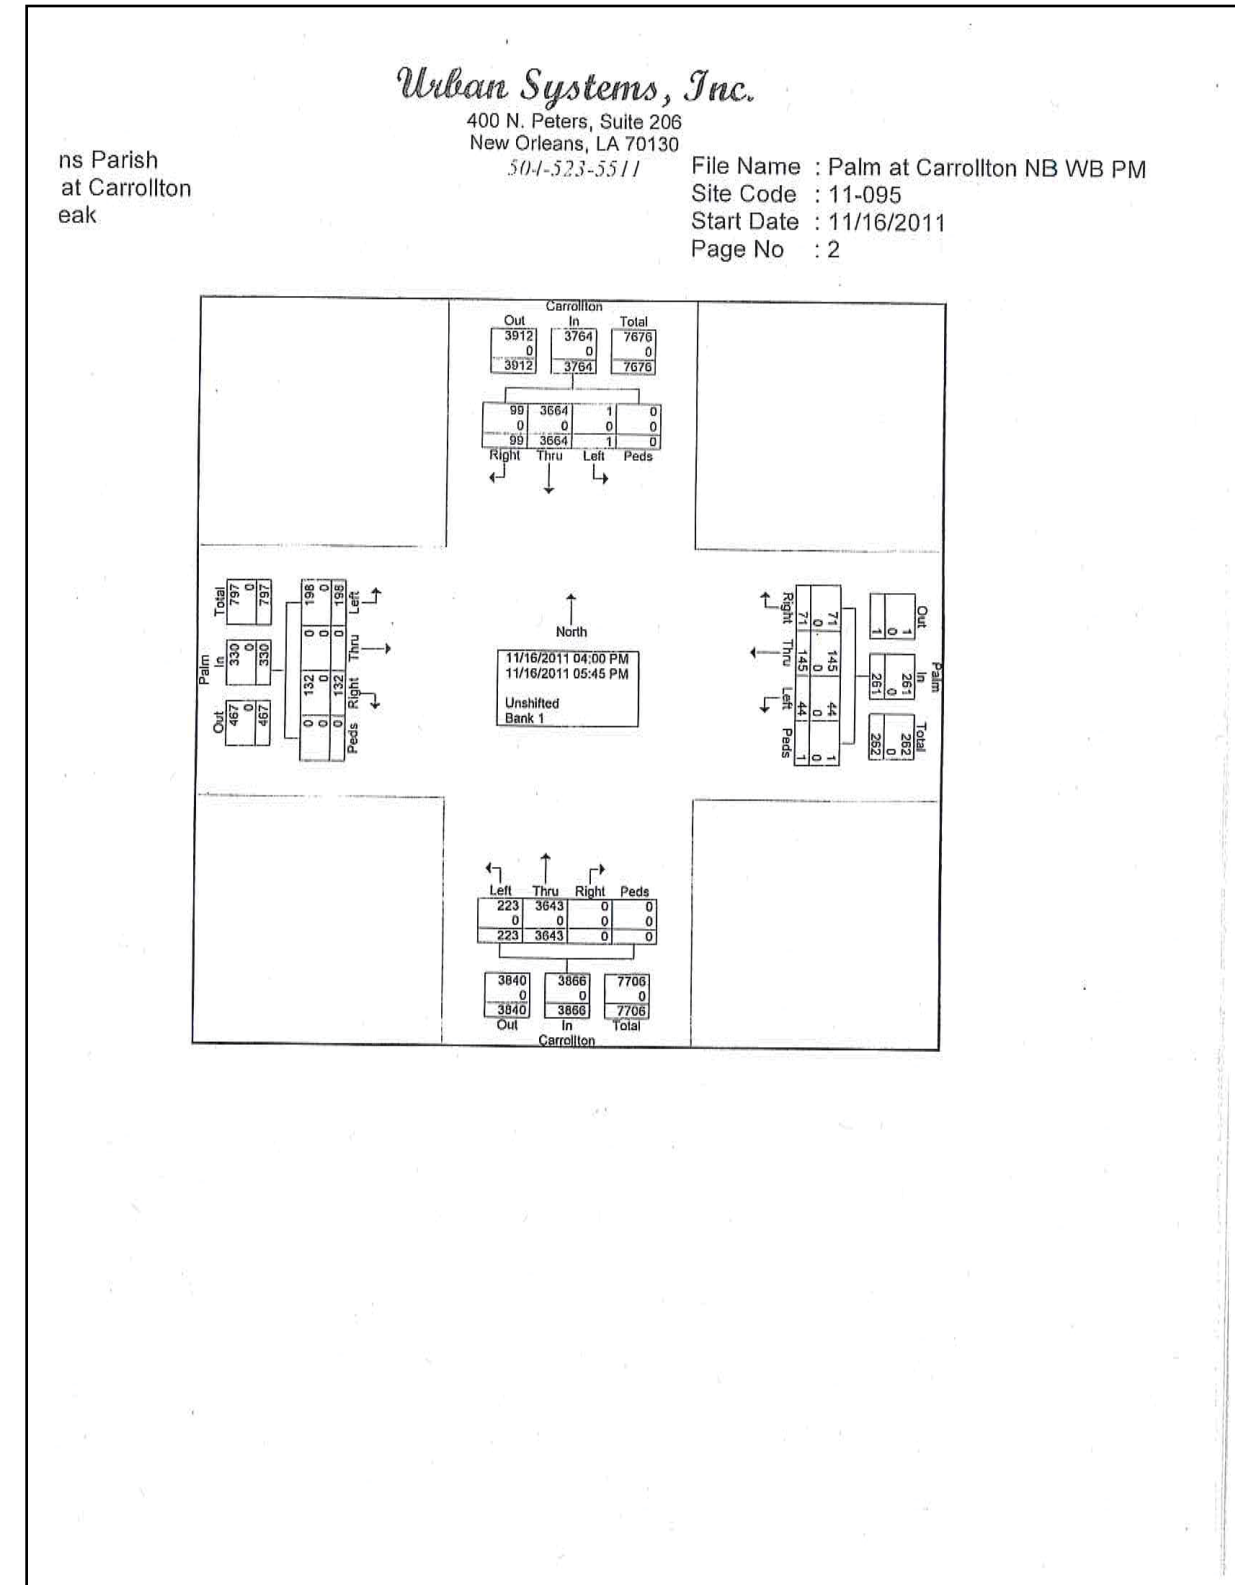 Urban Systems, Inc.
400 N. Peters, Suite 206
New Orleans, LA 70130
504-523-5511
ns Parish
at Carrollton
eak
File Name : Palm at Carrollton NB WB PM
Site Code : 11-095
Start Date : 11/16/2011
Page No : 2
Carrollton
Out In Total
3912 3764 7676
0 0 0
3912 3764 7676
99 3664 1 0
0 0 0 0
99 3664 1 0
Right Thru Left Peds
Palm
Total In Out
797 330 467
0 0 0
797 330 467
198 0 132 0
0 0 0 0
198 0 132 0
Left Thru Right Peds
North
11/16/2011 04:00 PM
11/16/2011 05:45 PM
Unshifted
Bank 1
Palm
Out In Total
1 261 262
0 0 0
1 261 262
71 145 44 1
0 0 0 0
71 145 44 1
Right Thru Left Peds
Left Thru Right Peds
223 3643 0 0
0 0 0 0
223 3643 0 0
3840 3866 7706
0 0 0
3840 3866 7706
Out In Total
Carrollton